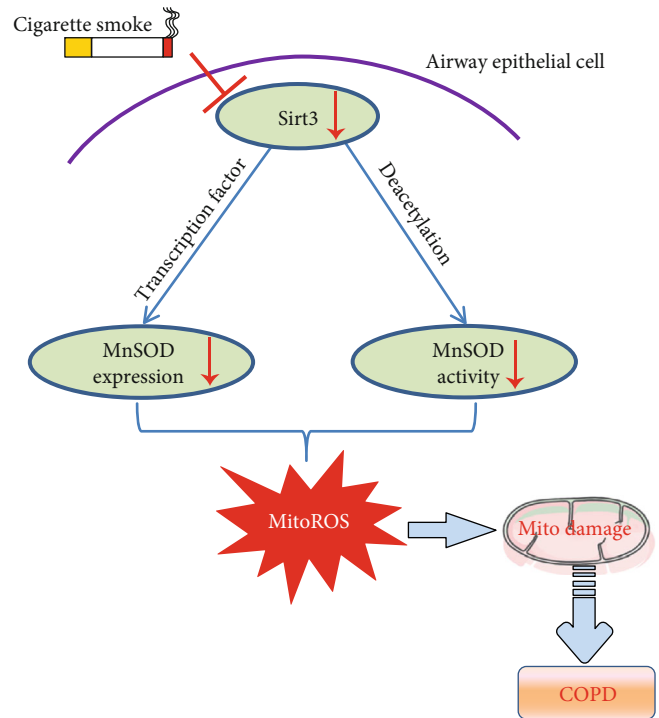 Cigarette smoke
Airway epithelial cell
Sirt3
Transcription factor
Deacetylation
MnSOD
expression
MnSOD
activity
MitoROS
Mito damage
COPD